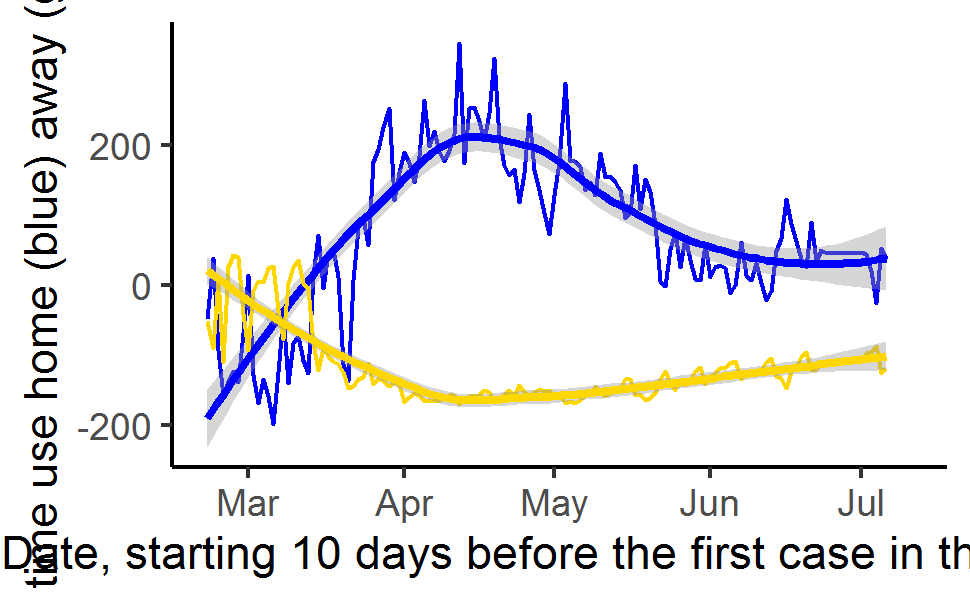 time use home (blue) away (
200
0
-200
Mar Apr May Jun Jul
Date, starting 10 days before the first case in th